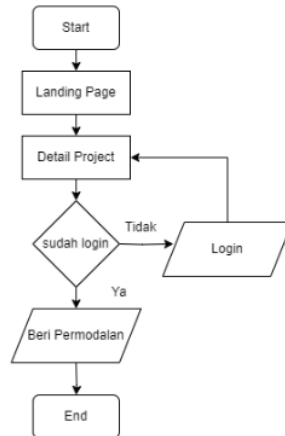 Start
Landing Page
Detail Project
sudah login
Tidak
Login
Ya
Beri Permodalan
End